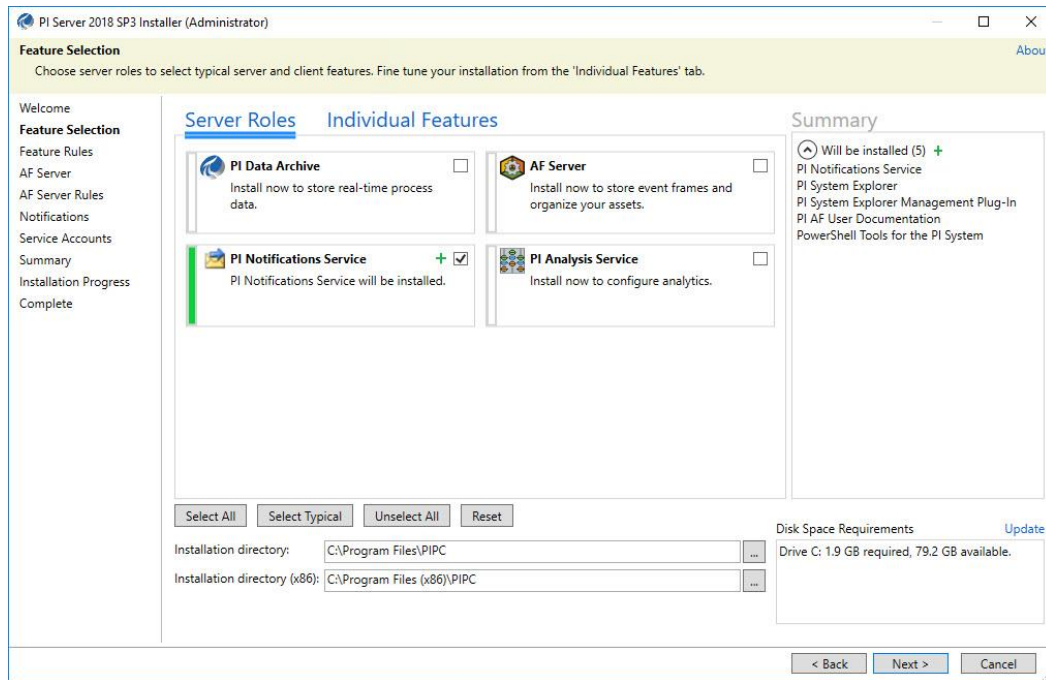 PI Server 2018 SP3 Installer (Administrator)
Feature Selection
Abou
Choose server roles to select typical server and client features. Fine tune your installation from the 'Individual Features' tab.
Welcome
Feature Selection
Feature Rules
AF Server
AF Server Rules
Notifications
Service Accounts
Summary
Installation Progress
Complete
Server Roles
Individual Features
PI Data Archive
Install now to store real-time process
data.
AF Server
Install now to store event frames and
organize your assets.
PI Notifications Service
PI Notifications Service will be installed.
PI Analysis Service
Install now to configure analytics.
Summary
Will be installed (5) +
PI Notifications Service
PI System Explorer
PI System Explorer Management Plug-In
PI AF User Documentation
PowerShell Tools for the PI System
Select All
Select Typical
Unselect All
Reset
Installation directory:
C:\Program Files\PIPC
...
Installation directory (x86):
C:\Program Files (x86)\PIPC
...
Disk Space Requirements
Update
Drive C: 1.9 GB required, 79.2 GB available.
< Back
Next >
Cancel